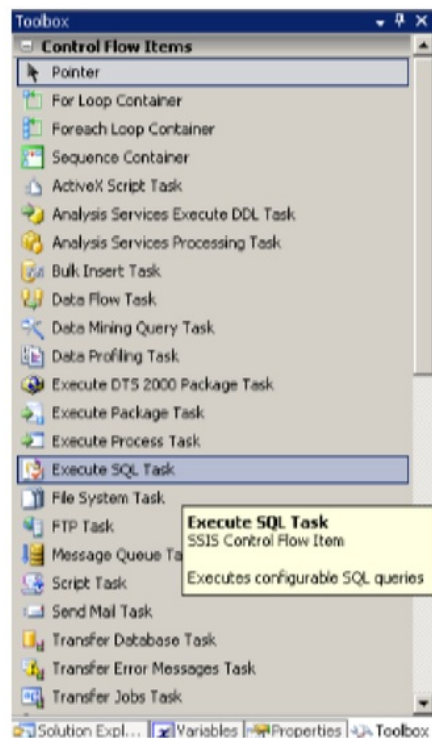 Toolbox
Control Flow Items
Pointer
For Loop Container
Foreach Loop Container
Sequence Container
ActiveX Script Task
Analysis Services Execute DDL Task
Analysis Services Processing Task
Bulk Insert Task
Data Flow Task
Data Mining Query Task
Data Profiling Task
Execute DTS 2000 Package Task
Execute Package Task
Execute Process Task
Execute SQL Task
File System Task
FTP Task
Message Queue Ta
Script Task
Send Mail Task
Transfer Database Task
Transfer Error Messages Task
Transfer Jobs Task
Execute SQL Task
SSIS Control Flow Item
Executes configurable SQL queries
Solution Expl... Variables Properties Toolbox